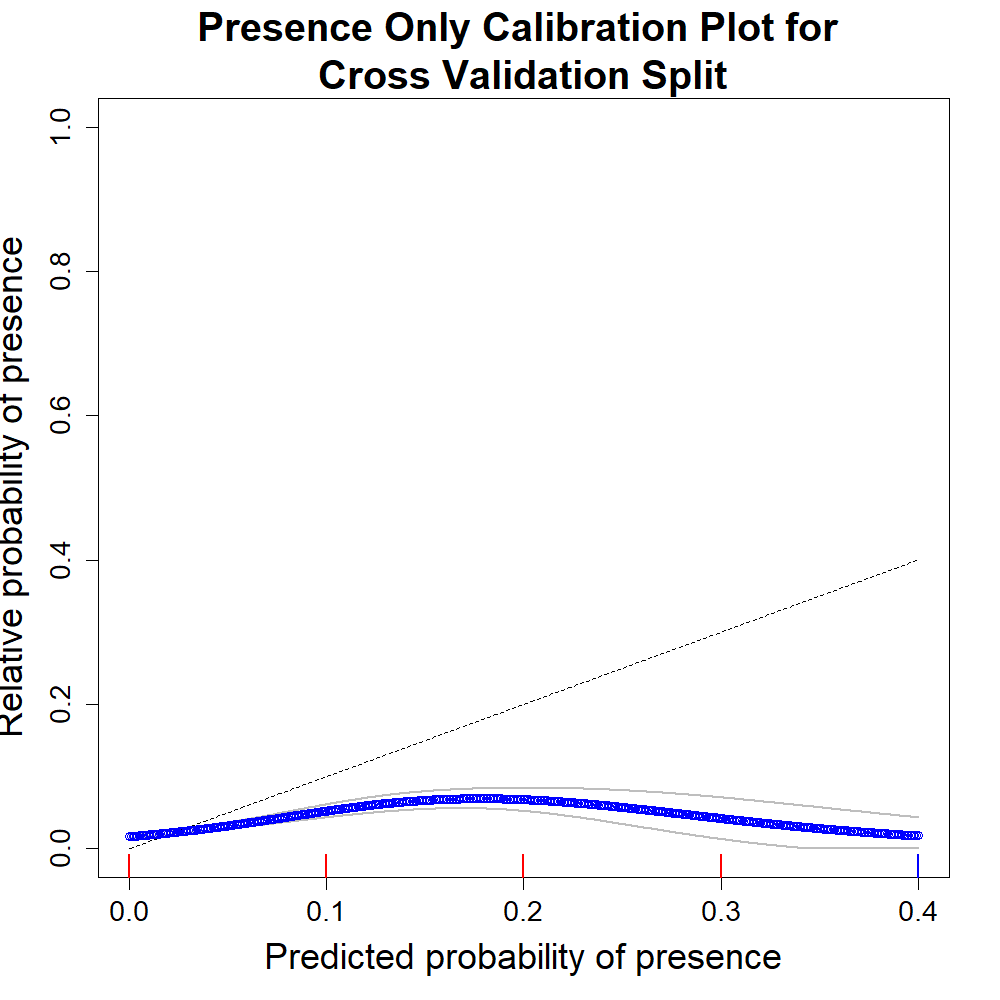 Presence Only Calibration Plot for
Cross Validation Split
Relative probability of presence
1.0
0.8
0.6
0.4
0.2
0.0
0.0 0.1 0.2 0.3 0.4
Predicted probability of presence